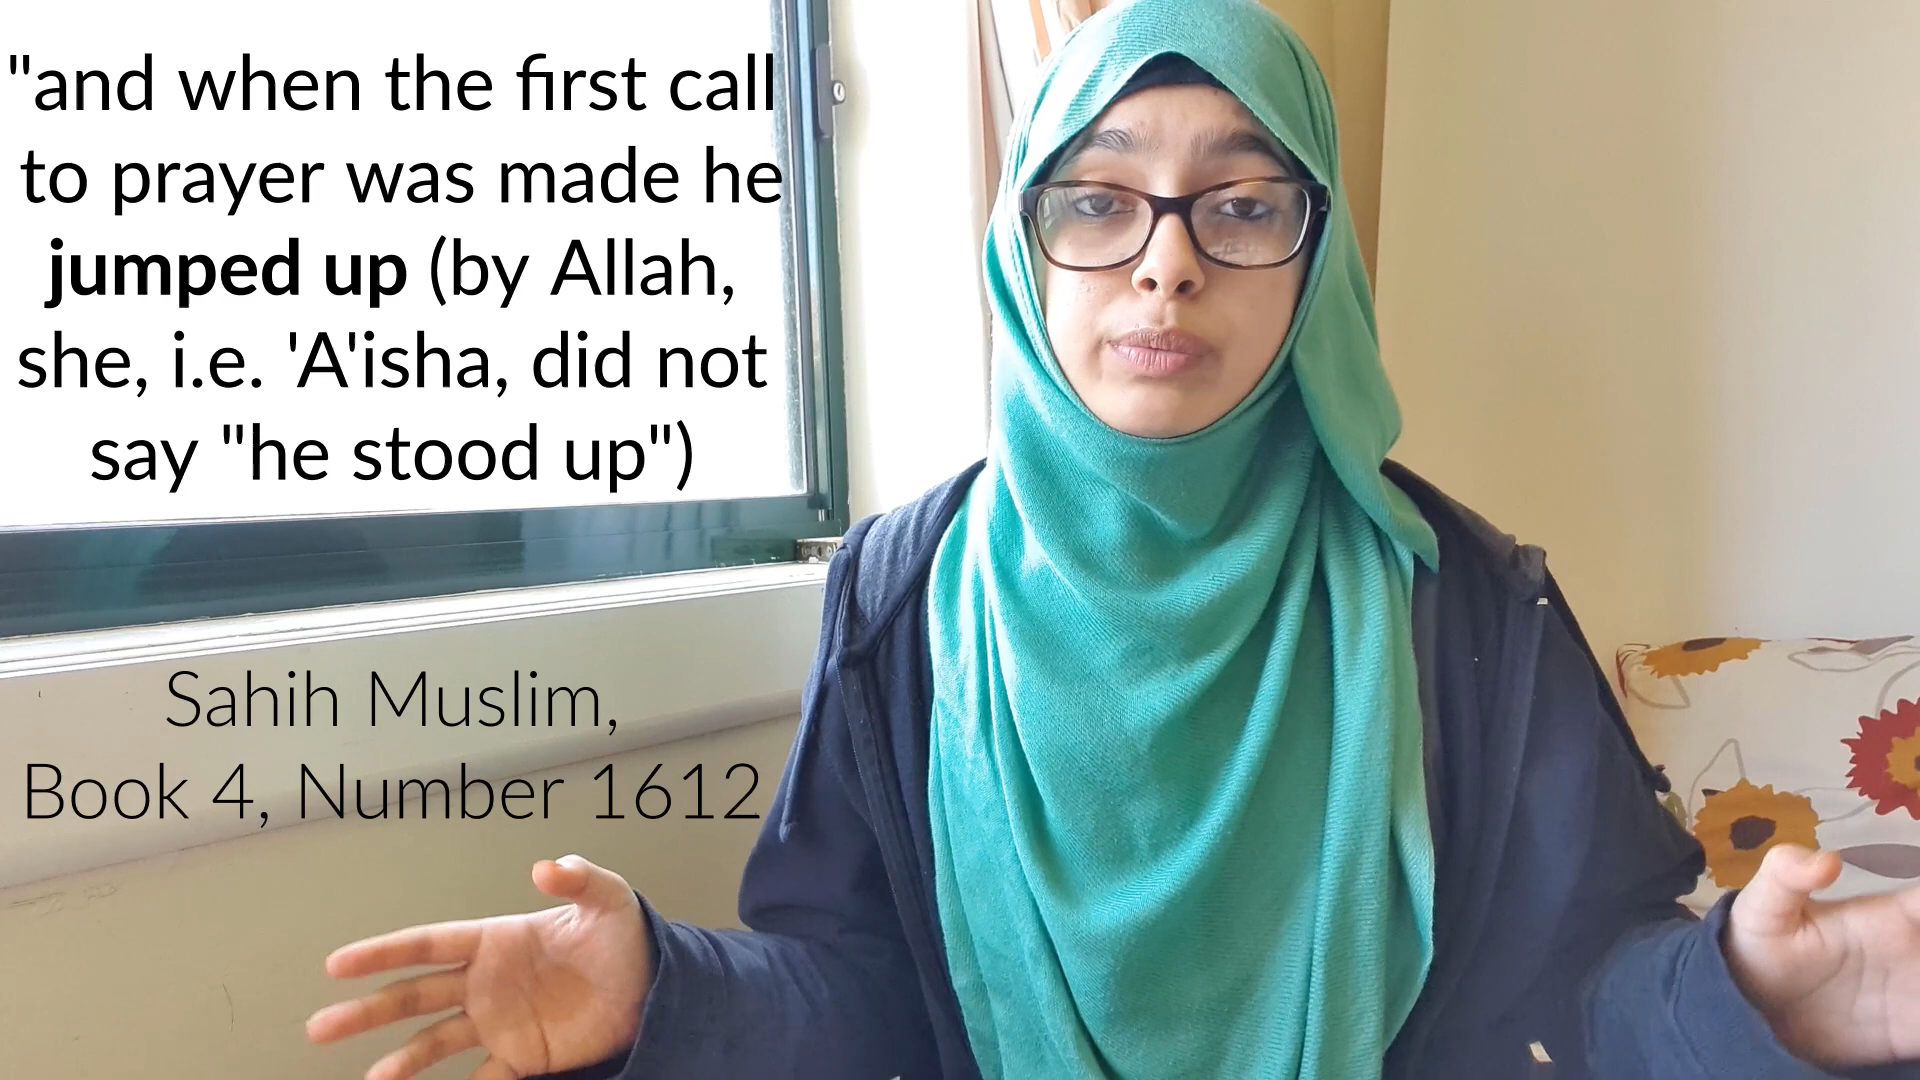 "and when the first call
to prayer was made he
jumped up (by Allah,
she, i.e. 'A'isha, did not
say "he stood up")
Sahih Muslim,
Book 4, Number 1612